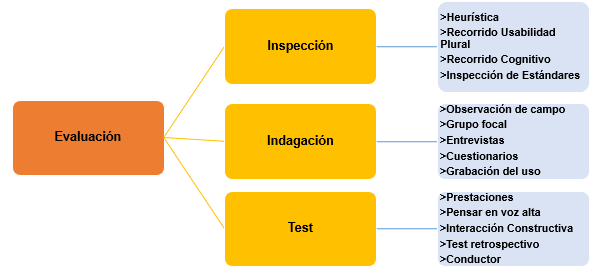 Evaluación
Inspección
>Heurística
>Recorrido Usabilidad
Plural
>Recorrido Cognitivo
>Inspección de Estándares
Indagación
>Observación de campo
>Grupo focal
>Entrevistas
>Cuestionarios
>Grabación del uso
Test
>Prestaciones
>Pensar en voz alta
>Interacción Constructiva
>Test retrospectivo
>Conductor